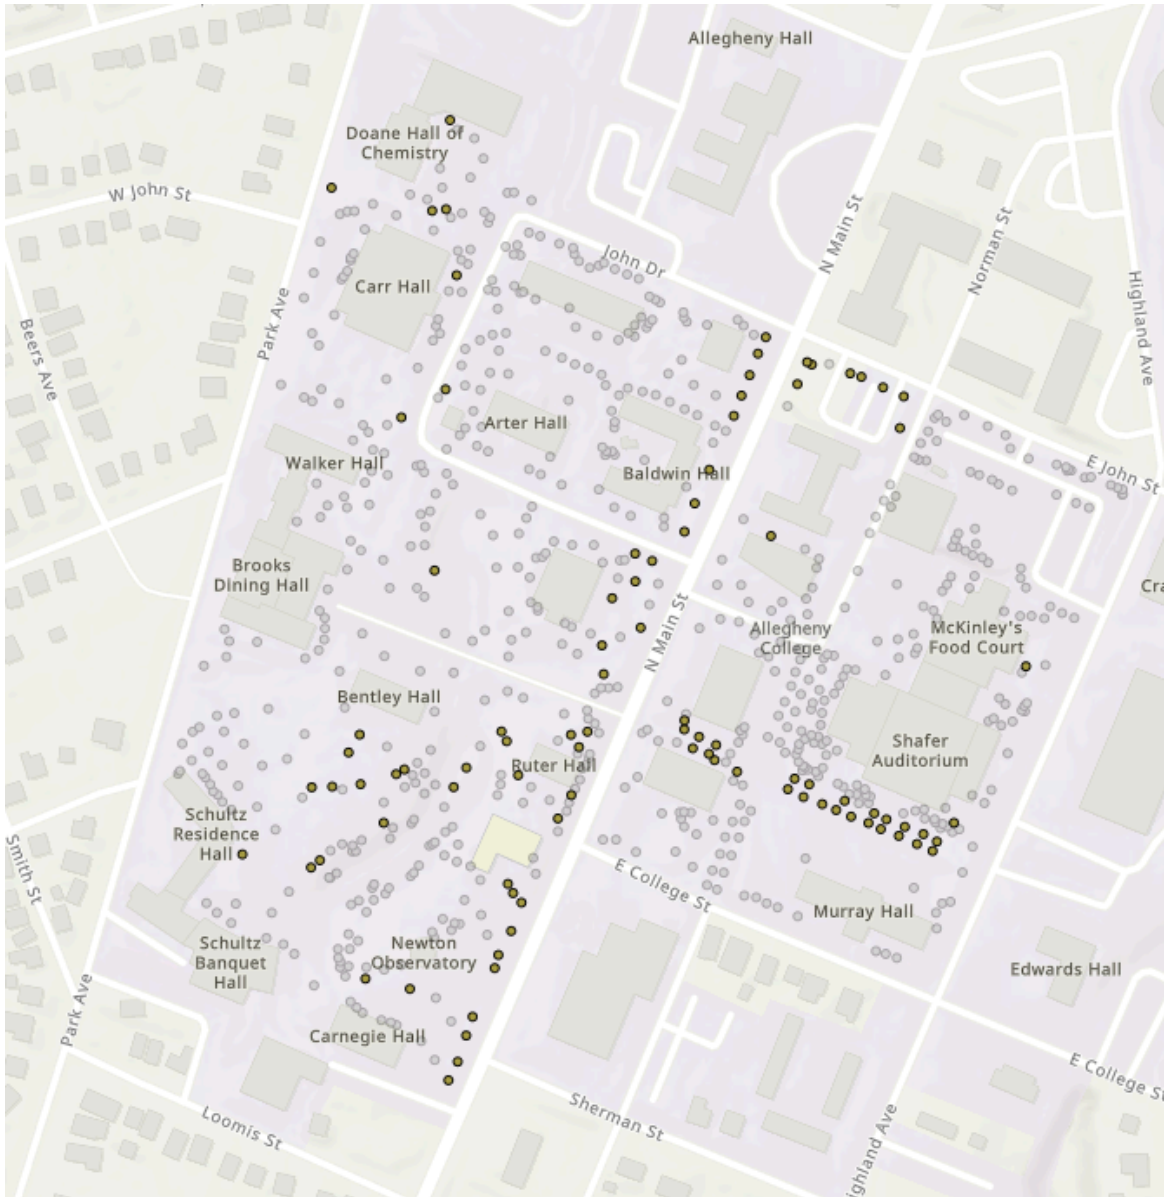 Allegheny Hall
Doane Hall of
Chemistry
W John St
N Main St
Norman St
John Dr
Highland Ave
Carr Hall
Park Ave
Beers Ave
Arter Hall
Walker Hall
Baldwin Hall
E John St
Brooks
Dining Hall
Cra
N Main St
Allegheny
College
McKinley's
Food Court
Bentley Hall
Shafer
Auditorium
Ruter Hall
Schultz
Residence
Hall
Smith St
E College St
Murray Hall
Schultz
Banquet
Hall
Newton
Observatory
Edwards Hall
Park Ave
Carnegie Hall
E College St
Loomis St
Sherman St
ighland Ave